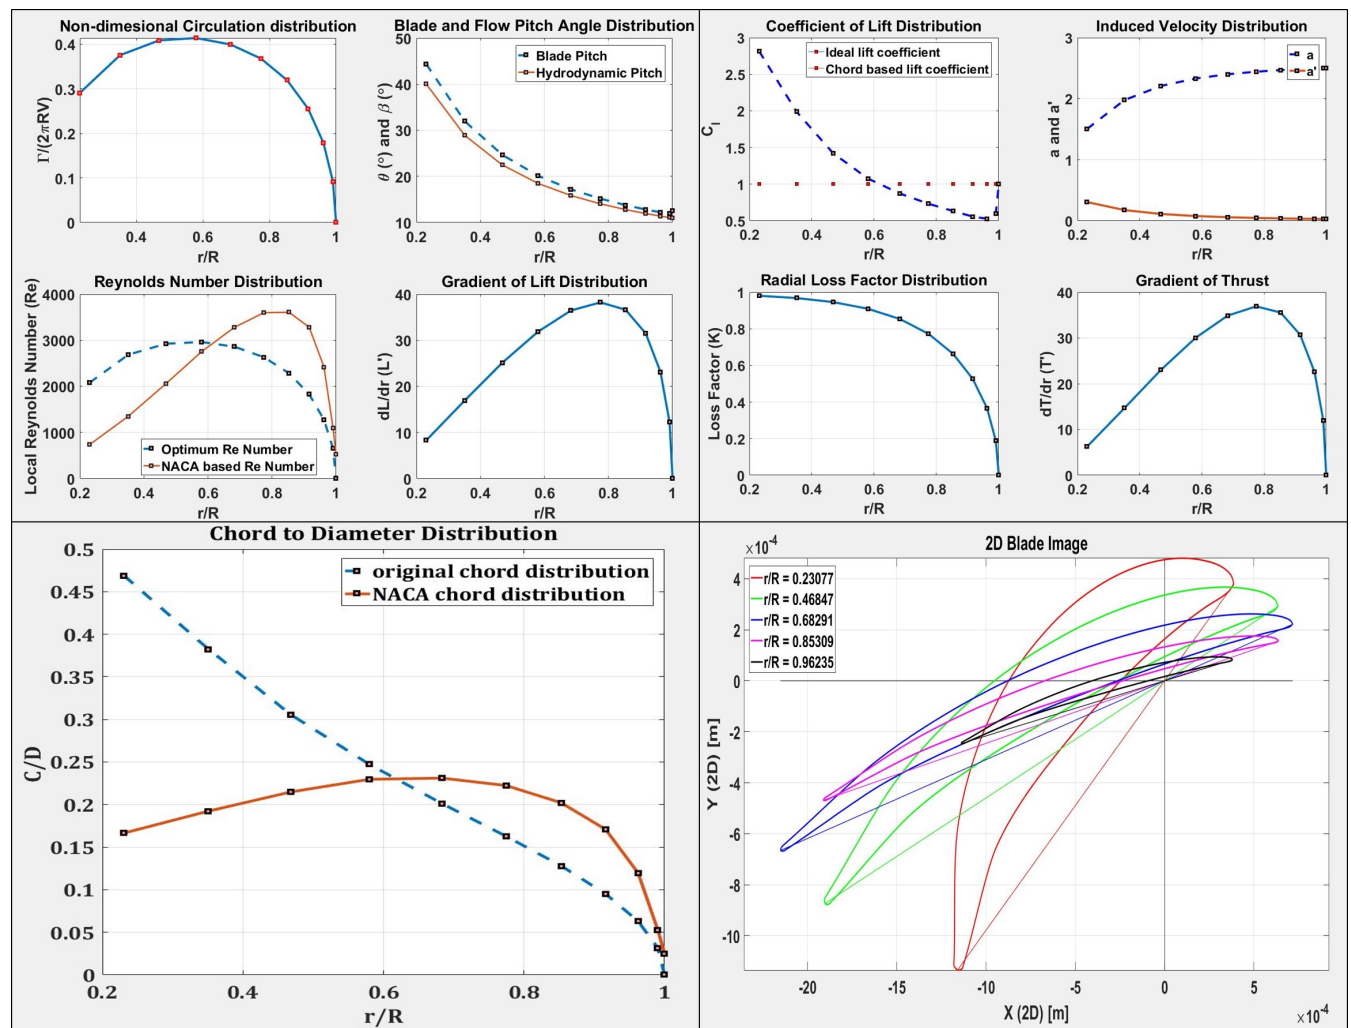 Non-dimesional Circulation distribution
Γ/(2πRV)
0.4
0.3
0.2
0.1
0
0.4 0.6 0.8 1
r/R
Blade and Flow Pitch Angle Distribution
θ (°) and β (°)
50
40
30
20
10
Blade Pitch
Hydrodynamic Pitch
0.4 0.6 0.8 1
r/R
Coefficient of Lift Distribution
C_l
3
2.5
2
1.5
1
0.5
Ideal lift coefficient
Chord based lift coefficient
0.4 0.6 0.8 1
r/R
Induced Velocity Distribution
a and a'
3
2
1
0
a
a'
0.2 0.4 0.6 0.8 1
r/R
Reynolds Number Distribution
Local Reynolds Number (Re)
4000
3000
2000
1000
0
Optimum Re Number
NACA based Re Number
0.2 0.4 0.6 0.8 1
r/R
Gradient of Lift Distribution
dL/dr (L')
40
30
20
10
0
0.2 0.4 0.6 0.8 1
r/R
Radial Loss Factor Distribution
Loss Factor (K)
1
0.8
0.6
0.4
0.2
0
0.2 0.4 0.6 0.8 1
r/R
Gradient of Thrust
dT/dr (T')
40
30
20
10
0
0.2 0.4 0.6 0.8 1
r/R
Chord to Diameter Distribution
C/D
0.5
0.45
0.4
0.35
0.3
0.25
0.2
0.15
0.1
0.05
0
original chord distribution
NACA chord distribution
0.2 0.4 0.6 0.8 1
r/R
×10⁻⁴
2D Blade Image
Y (2D) [m]
4
2
0
-2
-4
-6
-8
-10
r/R = 0.23077
r/R = 0.46847
r/R = 0.68291
r/R = 0.85309
r/R = 0.96235
-20 -15 -10 -5 0 5
X (2D) [m]
×10⁻⁴